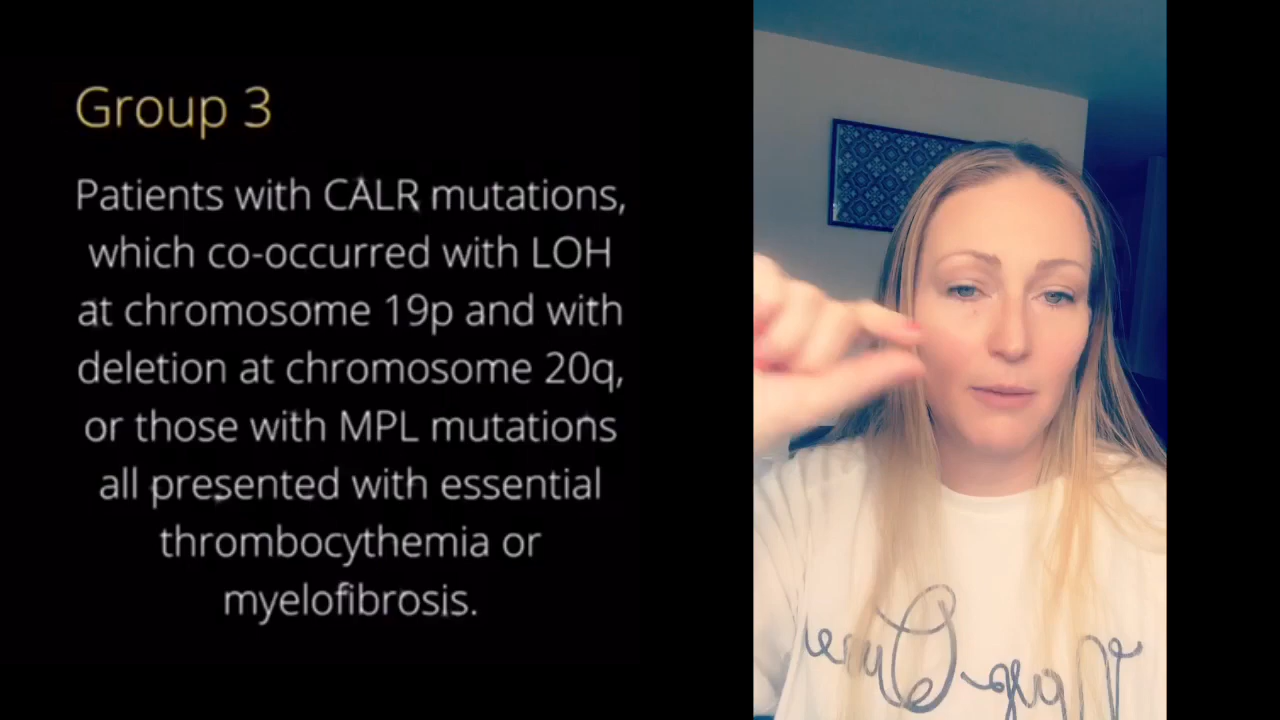 Group 3
Patients with CALR mutations,
which co-occurred with LOH
at chromosome 19p and with
deletion at chromosome 20q,
or those with MPL mutations
all presented with essential
thrombocythemia or
myelofibrosis.